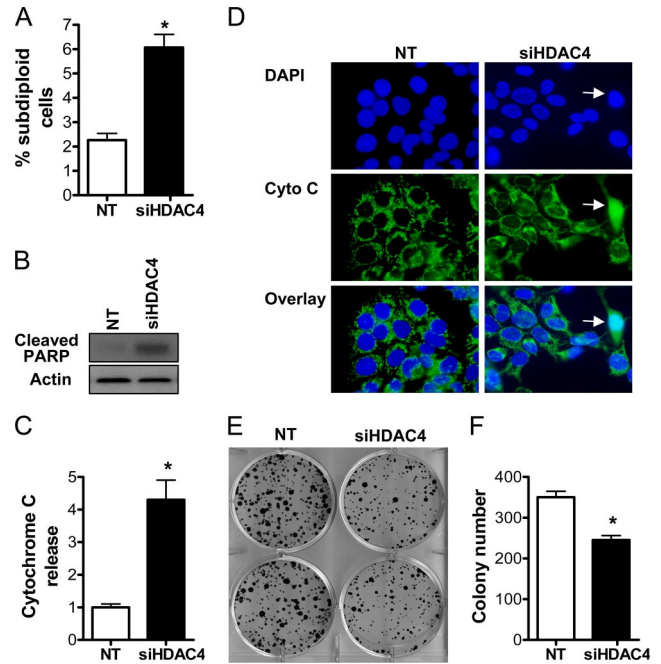 A
% subdiploid
cells
7
6
5
4
3
2
1
0
*
NT
siHDAC4
B
NT
siHDAC4
Cleaved
PARP
Actin
C
Cytochrome C
release
5
4
3
2
1
0
*
NT
siHDAC4
D
NT
siHDAC4
DAPI
Cyto C
Overlay
E
NT
siHDAC4
F
Colony number
400
300
200
100
0
*
NT
siHDAC4